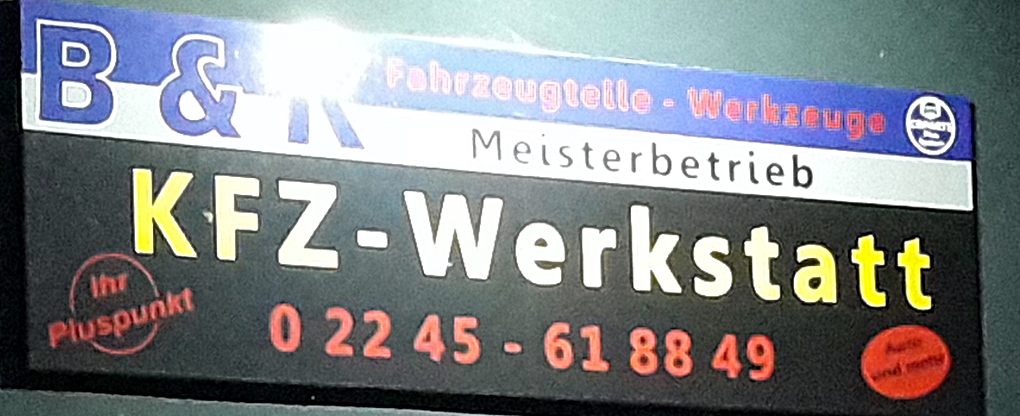 B & K
Fahrzeugteile - Werkzeuge
Meisterbetrieb
KFZ-Werkstatt
Ihr
Pluspunkt
0 22 45 - 61 88 49